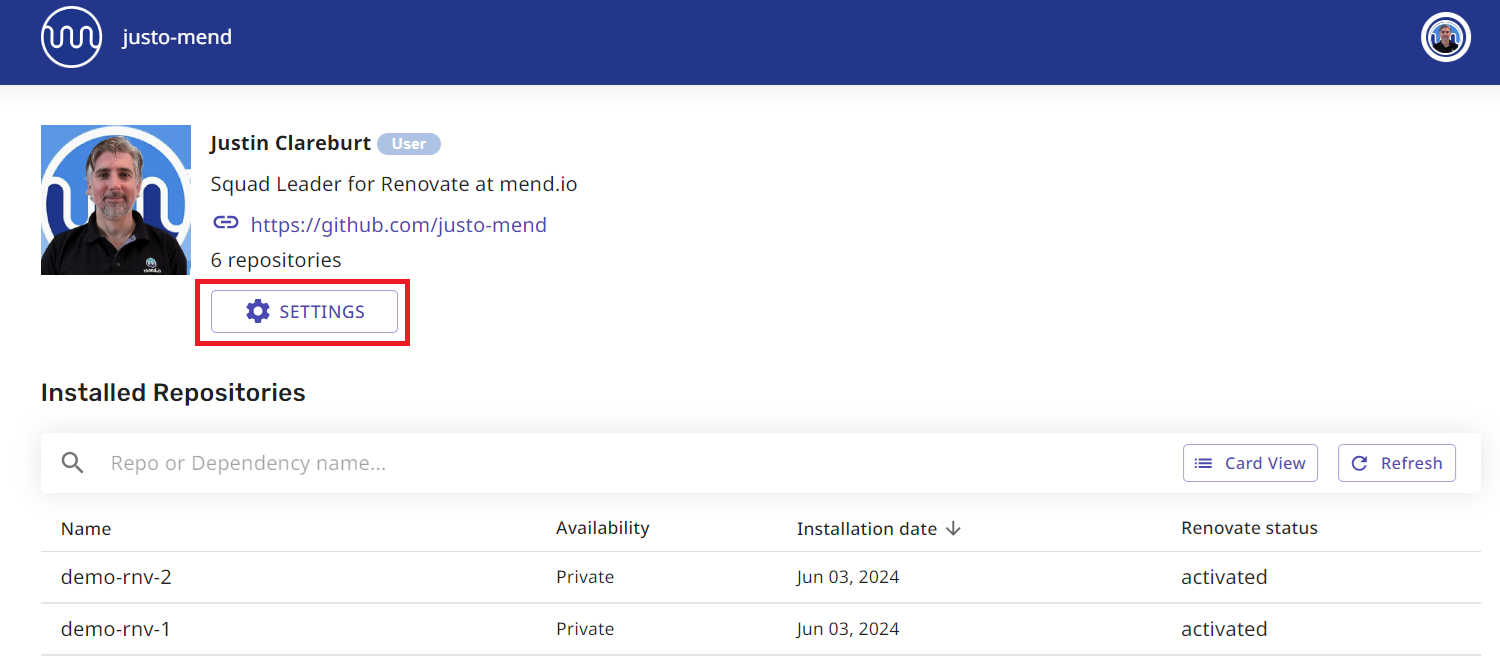 justo-mend
Justin Clareburt User
Squad Leader for Renovate at mend.io
https://github.com/justo-mend
6 repositories
SETTINGS
Installed Repositories
Repo or Dependency name... Card View Refresh
Name Availability Installation date Renovate status
demo-rnv-2 Private Jun 03, 2024 activated
demo-rnv-1 Private Jun 03, 2024 activated